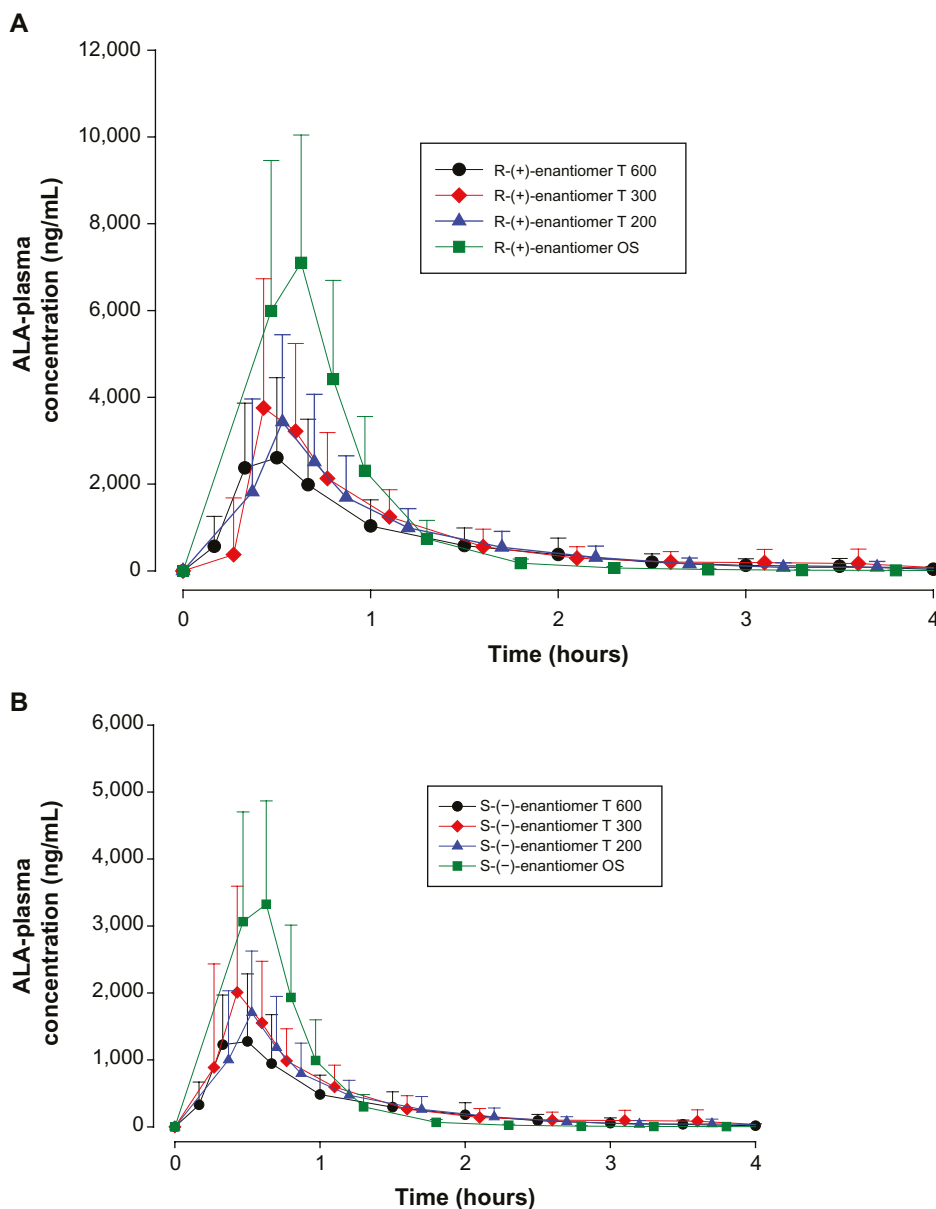 A
12,000
10,000
8,000
6,000
4,000
2,000
0
ALA-plasma
concentration (ng/mL)
R-(+)-enantiomer T 600
R-(+)-enantiomer T 300
R-(+)-enantiomer T 200
R-(+)-enantiomer OS
0 1 2 3 4
Time (hours)
B
6,000
5,000
4,000
3,000
2,000
1,000
0
ALA-plasma
concentration (ng/mL)
S-(−)-enantiomer T 600
S-(−)-enantiomer T 300
S-(−)-enantiomer T 200
S-(−)-enantiomer OS
0 1 2 3 4
Time (hours)